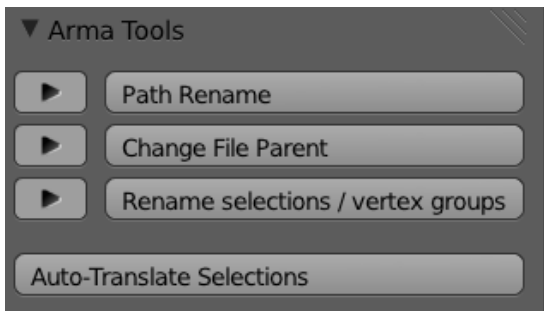 Arma Tools
Path Rename
Change File Parent
Rename selections / vertex groups
Auto-Translate Selections